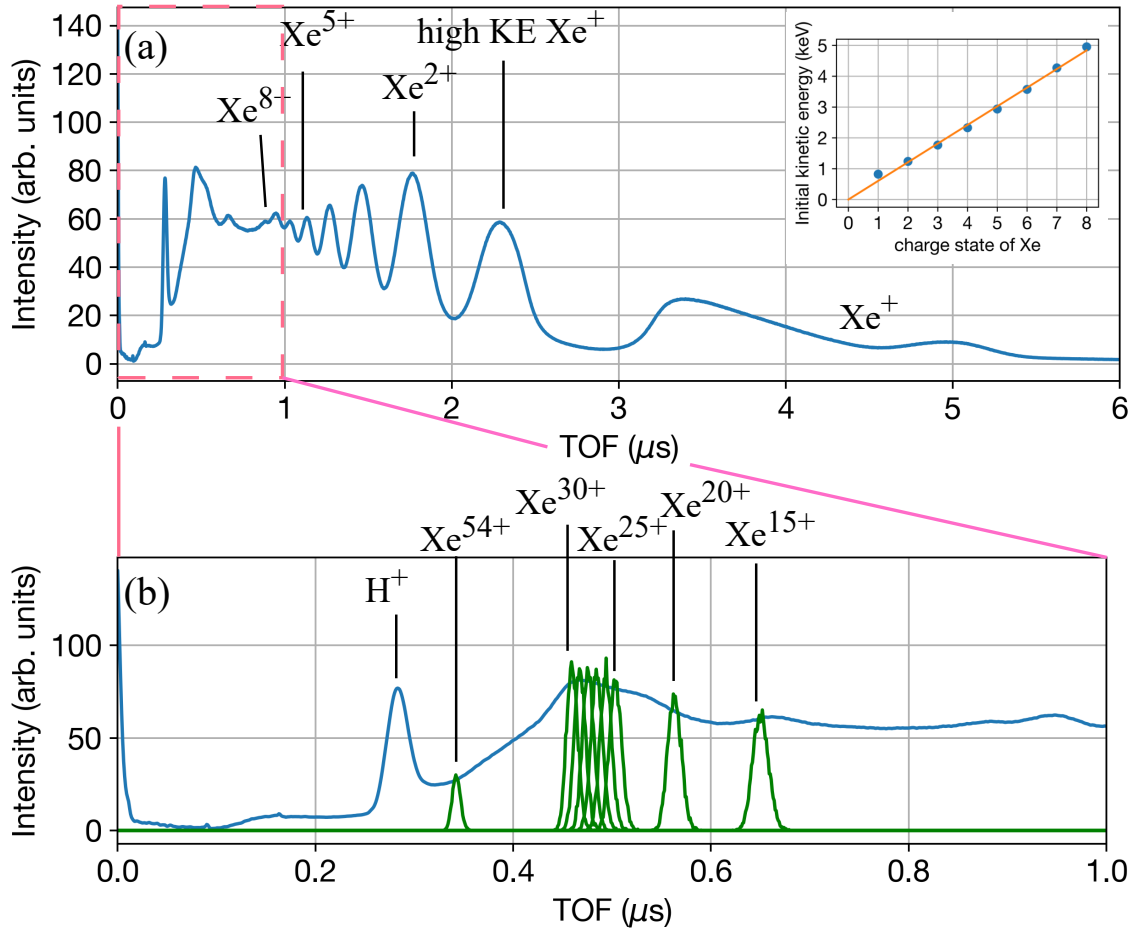 (a)
Xe5+
high KE Xe+
Xe8+
Xe2+
Xe+
Intensity (arb. units)
140
120
100
80
60
40
20
0
0 1 2 3 4 5 6
TOF (μs)
Initial kinetic energy (keV)
5
4
3
2
1
0
0 1 2 3 4 5 6 7 8
charge state of Xe
(b)
H+
Xe54+
Xe30+
Xe25+
Xe20+
Xe15+
Intensity (arb. units)
100
50
0
0.0 0.2 0.4 0.6 0.8 1.0
TOF (μs)